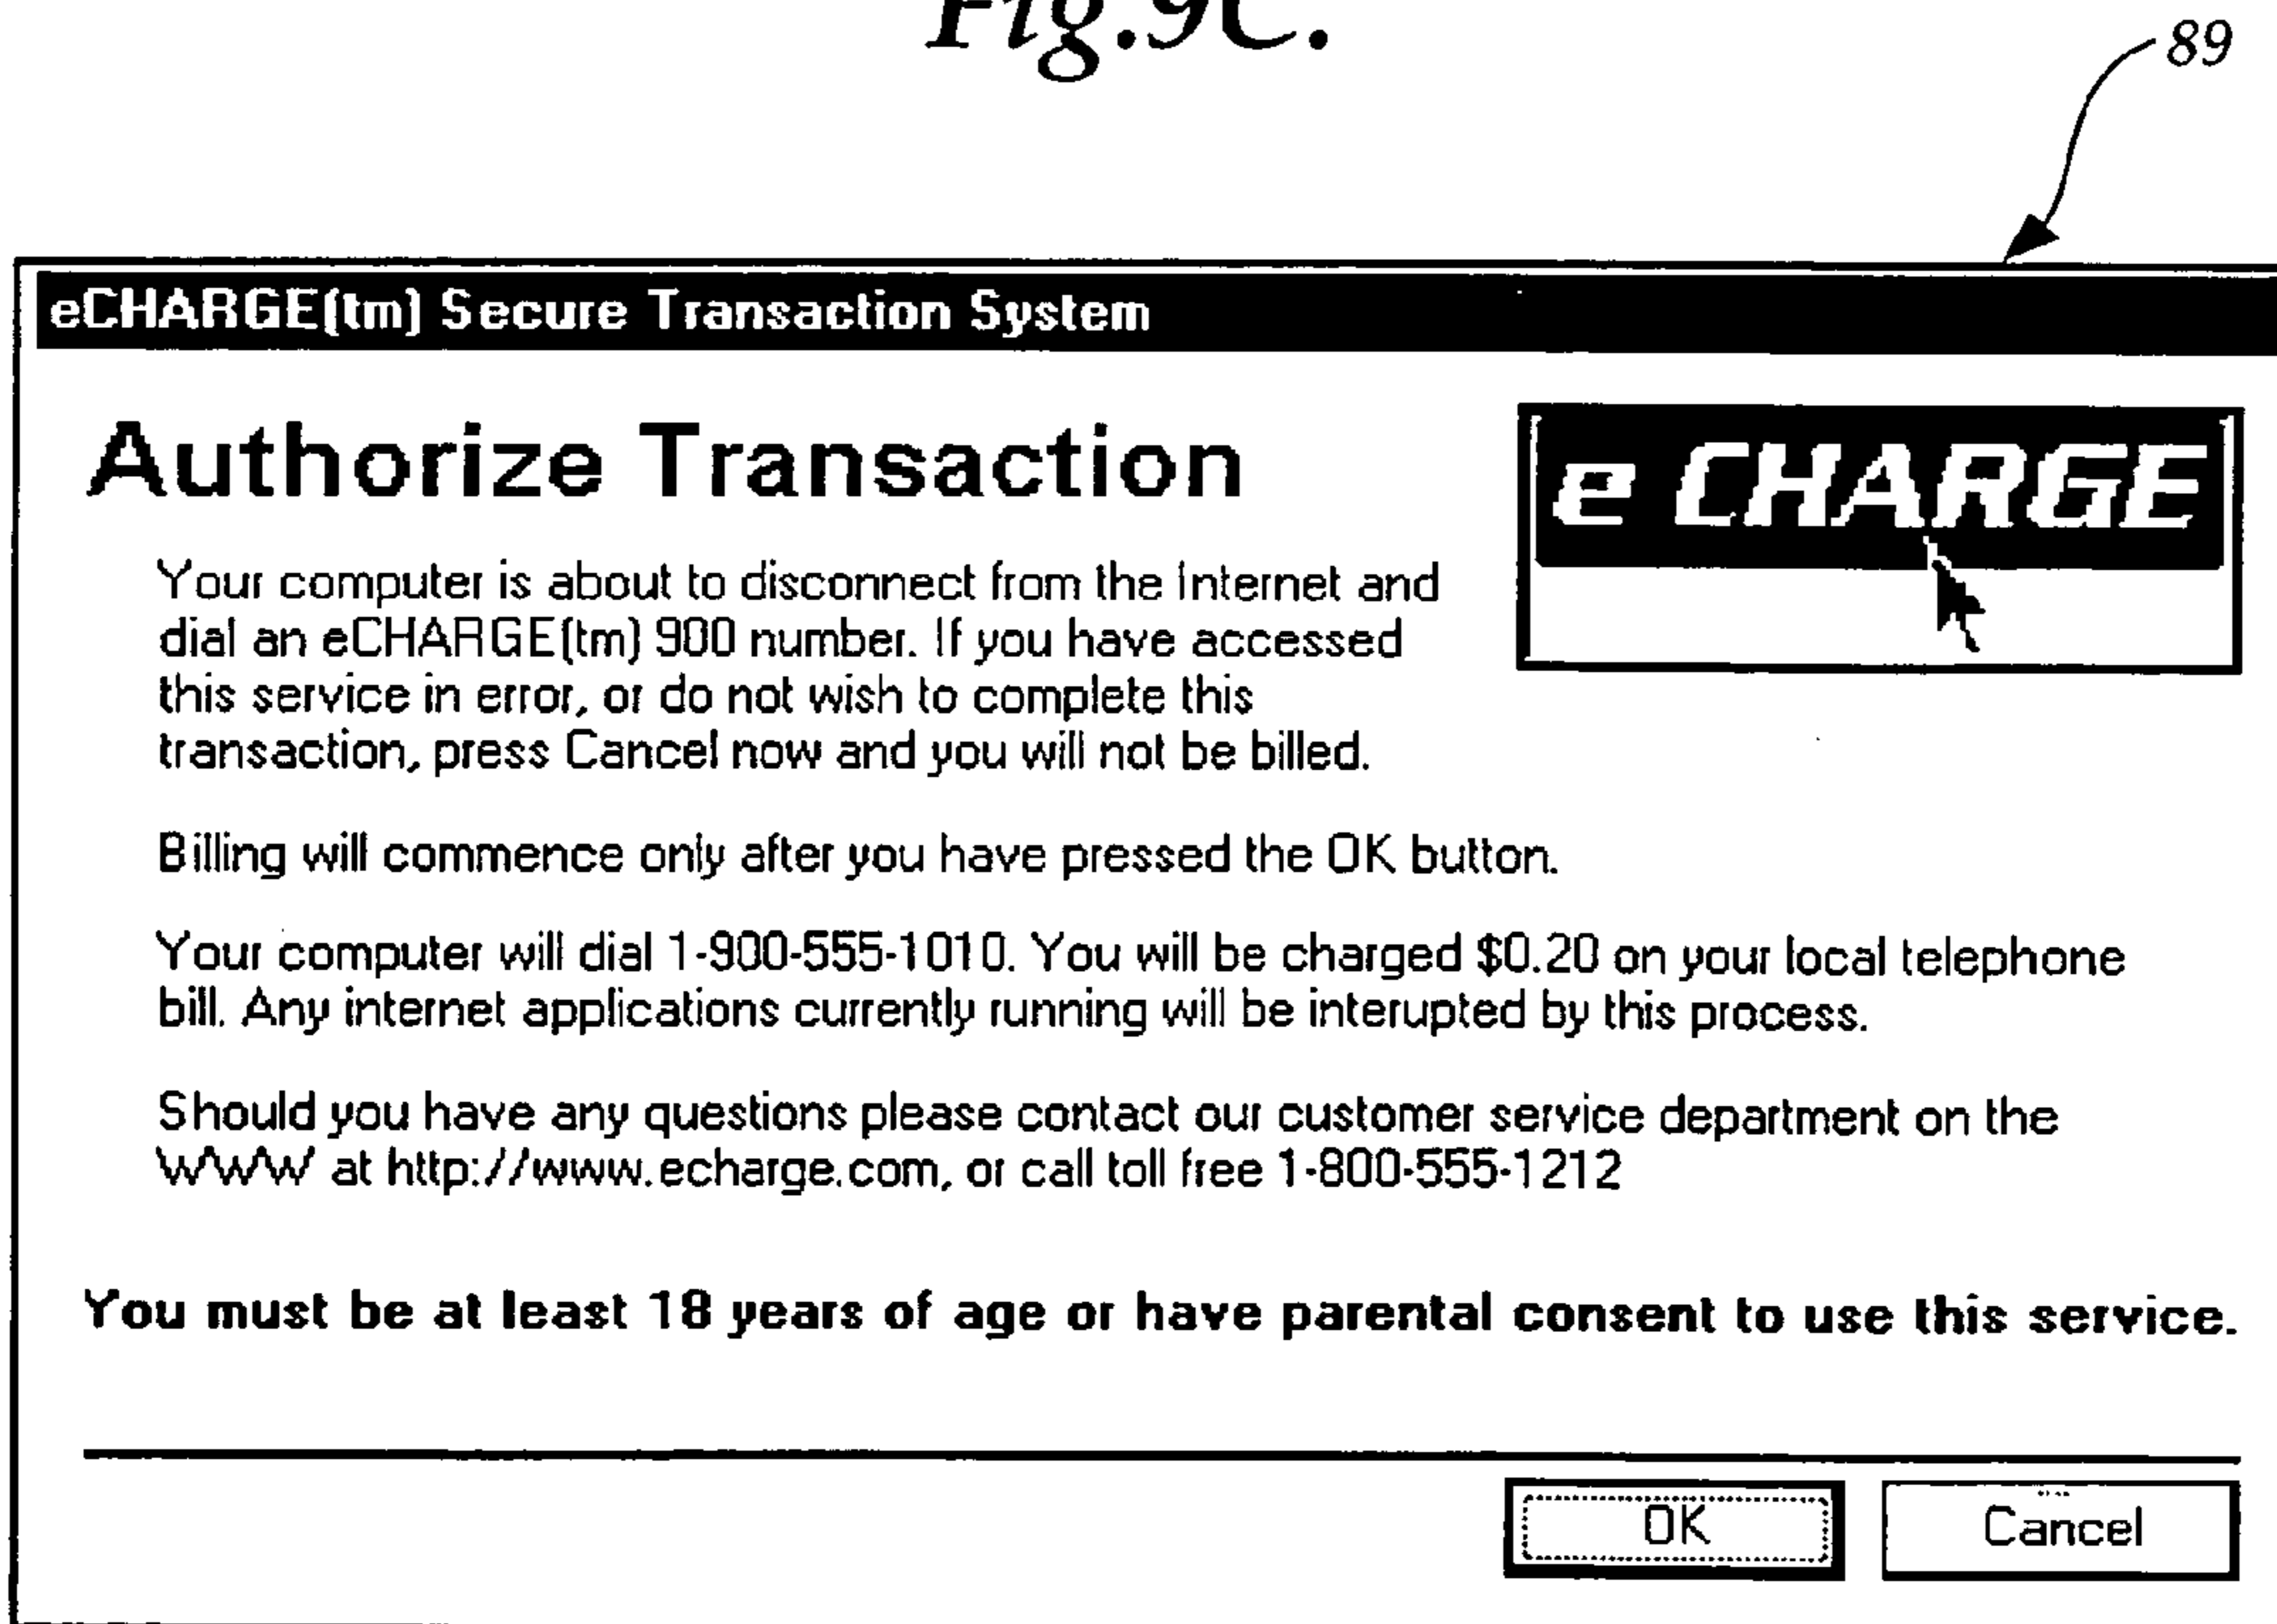 Fig.9C.
89
eCHARGE(tm) Secure Transaction System
Authorize Transaction
e CHARGE
Your computer is about to disconnect from the Internet and
dial an eCHARGE(tm) 900 number. If you have accessed
this service in error, or do not wish to complete this
transaction, press Cancel now and you will not be billed.
Billing will commence only after you have pressed the OK button.
Your computer will dial 1-900-555-1010. You will be charged $0.20 on your local telephone
bill. Any internet applications currently running will be interupted by this process.
Should you have any questions please contact our customer service department on the
WWW at http://www.echarge.com, or call toll free 1-800-555-1212
You must be at least 18 years of age or have parental consent to use this service.
OK
Cancel